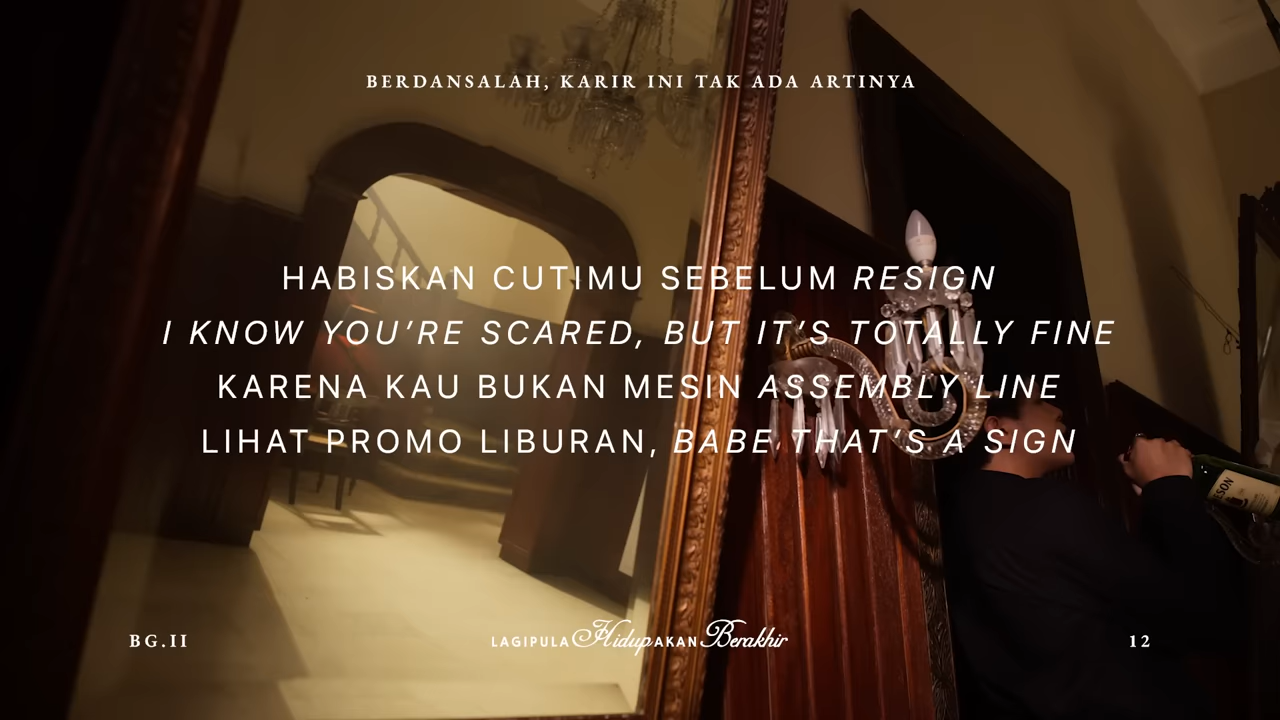 BERDANSALAH, KARIR INI TAK ADA ARTINYA
HABISKAN CUTIMU SEBELUM RESIGN
I KNOW YOU’RE SCARED, BUT IT’S TOTALLY FINE
KARENA KAU BUKAN MESIN ASSEMBLY LINE
LIHAT PROMO LIBURAN, BABE THAT’S A SIGN
BG.II
LAGIPULA Hidup AKAN Berakhir
12